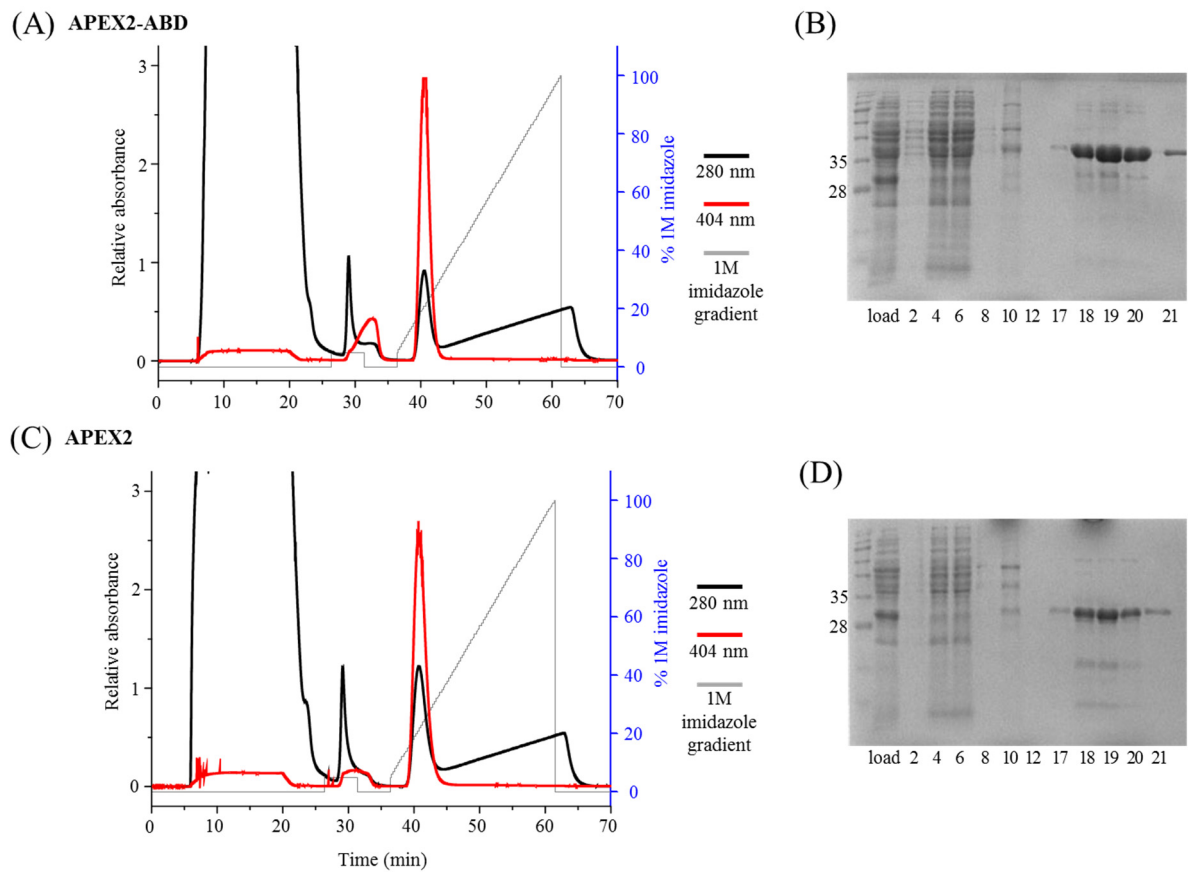 (A) APEX2-ABD
3
2
1
0
Relative absorbance
0 10 20 30 40 50 60 70
100
80
60
40
20
0
% 1M imidazole
280 nm
404 nm
1M
imidazole
gradient
(B)
35
28
load 2 4 6 8 10 12 17 18 19 20 21
(C) APEX2
3
2
1
0
Relative absorbance
0 10 20 30 40 50 60 70
Time (min)
100
80
60
40
20
0
% 1M imidazole
280 nm
404 nm
1M
imidazole
gradient
(D)
35
28
load 2 4 6 8 10 12 17 18 19 20 21